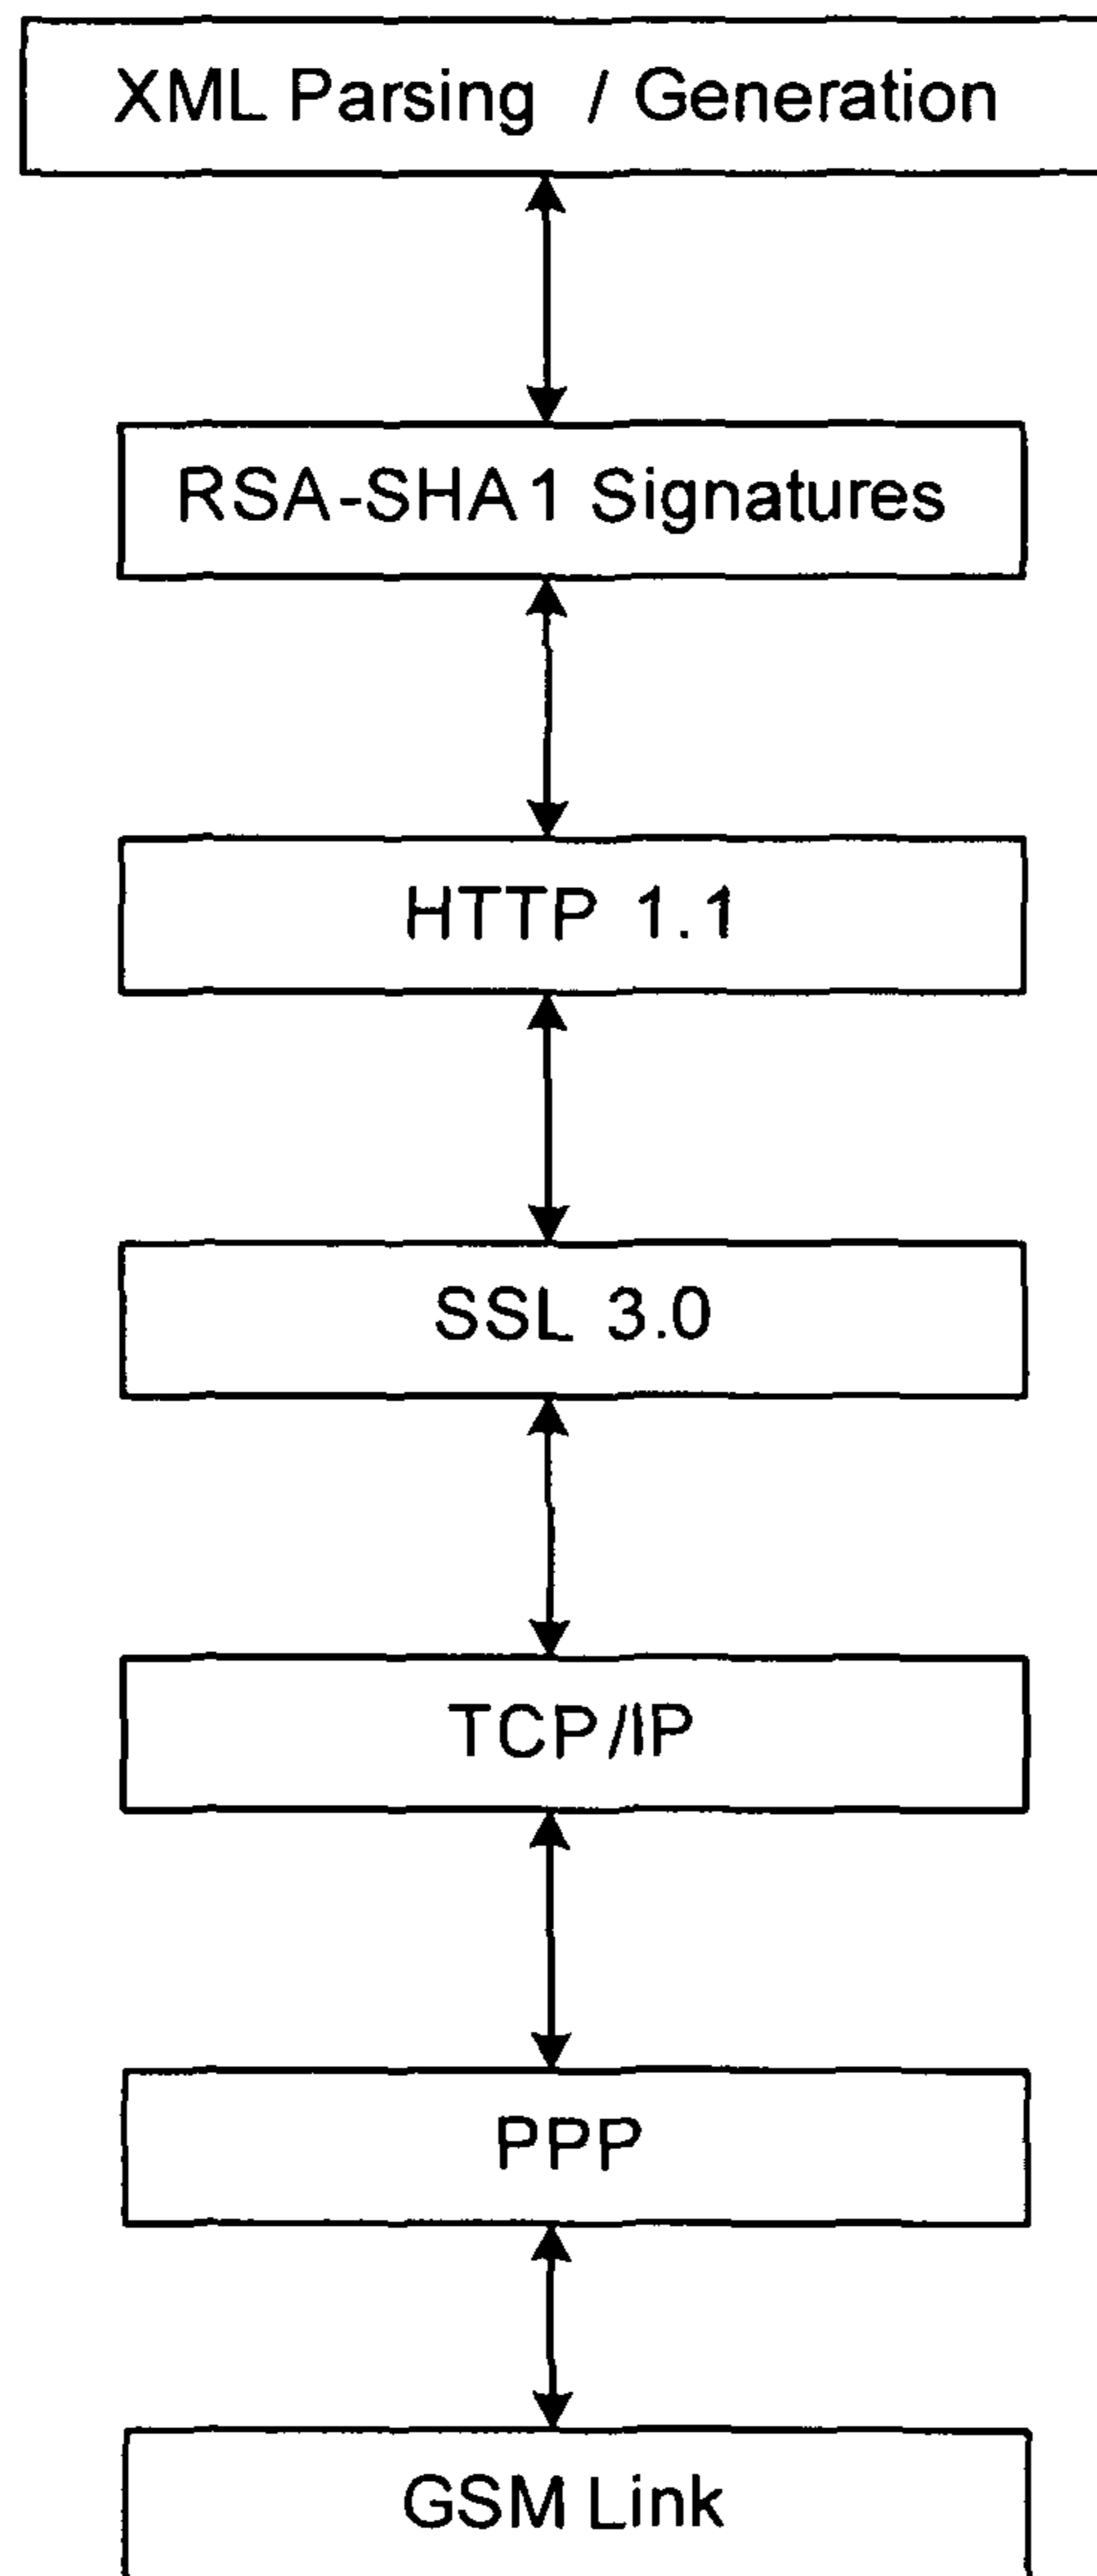 XML Parsing / Generation
RSA-SHA1 Signatures
HTTP 1.1
SSL 3.0
TCP/IP
PPP
GSM Link